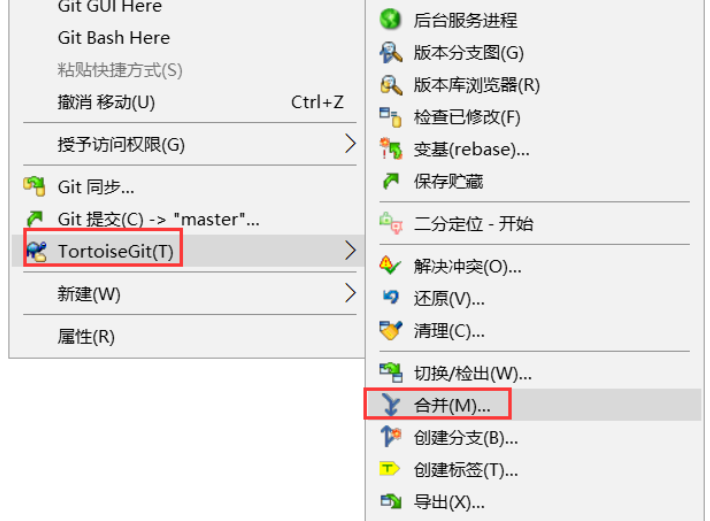 Git GUI Here
Git Bash Here
粘贴快捷方式(S)
撤消 移动(U) Ctrl+Z
授予访问权限(G)
Git 同步...
Git 提交(C) -> "master"...
TortoiseGit(T)
新建(W)
属性(R)
后台服务进程
版本分支图(G)
版本库浏览器(R)
检查已修改(F)
变基(rebase)...
保存贮藏
二分定位 - 开始
解决冲突(O)...
还原(V)...
清理(C)...
切换/检出(W)...
合并(M)...
创建分支(B)...
创建标签(T)...
导出(X)...